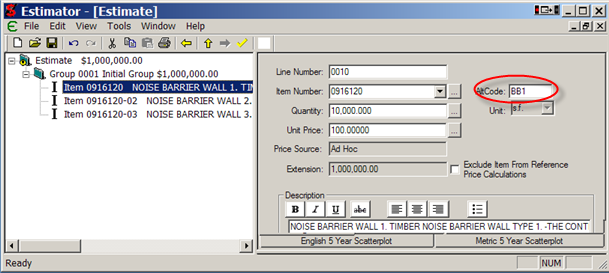 Estimator - [Estimate]
File Edit View Tools Window Help
Estimate $1,000,000.00
Group 0001 Initial Group $1,000,000.00
Item 0916120 NOISE BARRIER WALL 1. TIM
Item 0916120-02 NOISE BARRIER WALL 2.
Item 0916120-03 NOISE BARRIER WALL 3.
Line Number: 0010
Item Number: 0916120 ...
AltCode: BB1
Quantity: 10,000.000 ...
Unit: s.f.
Unit Price: 100.00000 ...
Price Source: Ad Hoc
Extension: 1,000,000.00
Exclude Item From Reference
Price Calculations
Description
B I U abc
NOISE BARRIER WALL 1. TIMBER NOISE BARRIER WALL TYPE 1. -THE CONT
English 5 Year Scatterplot
Metric 5 Year Scatterplot
Ready
NUM